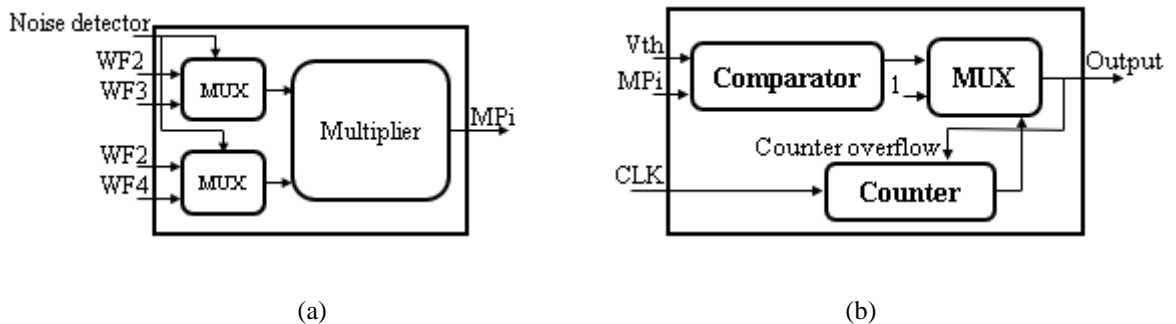 Noise detector
WF2
WF3
MUX
WF2
WF4
MUX
Multiplier
MPi
(a)
Vth
MPi
Comparator
1
MUX
Output
Counter overflow
CLK
Counter
(b)